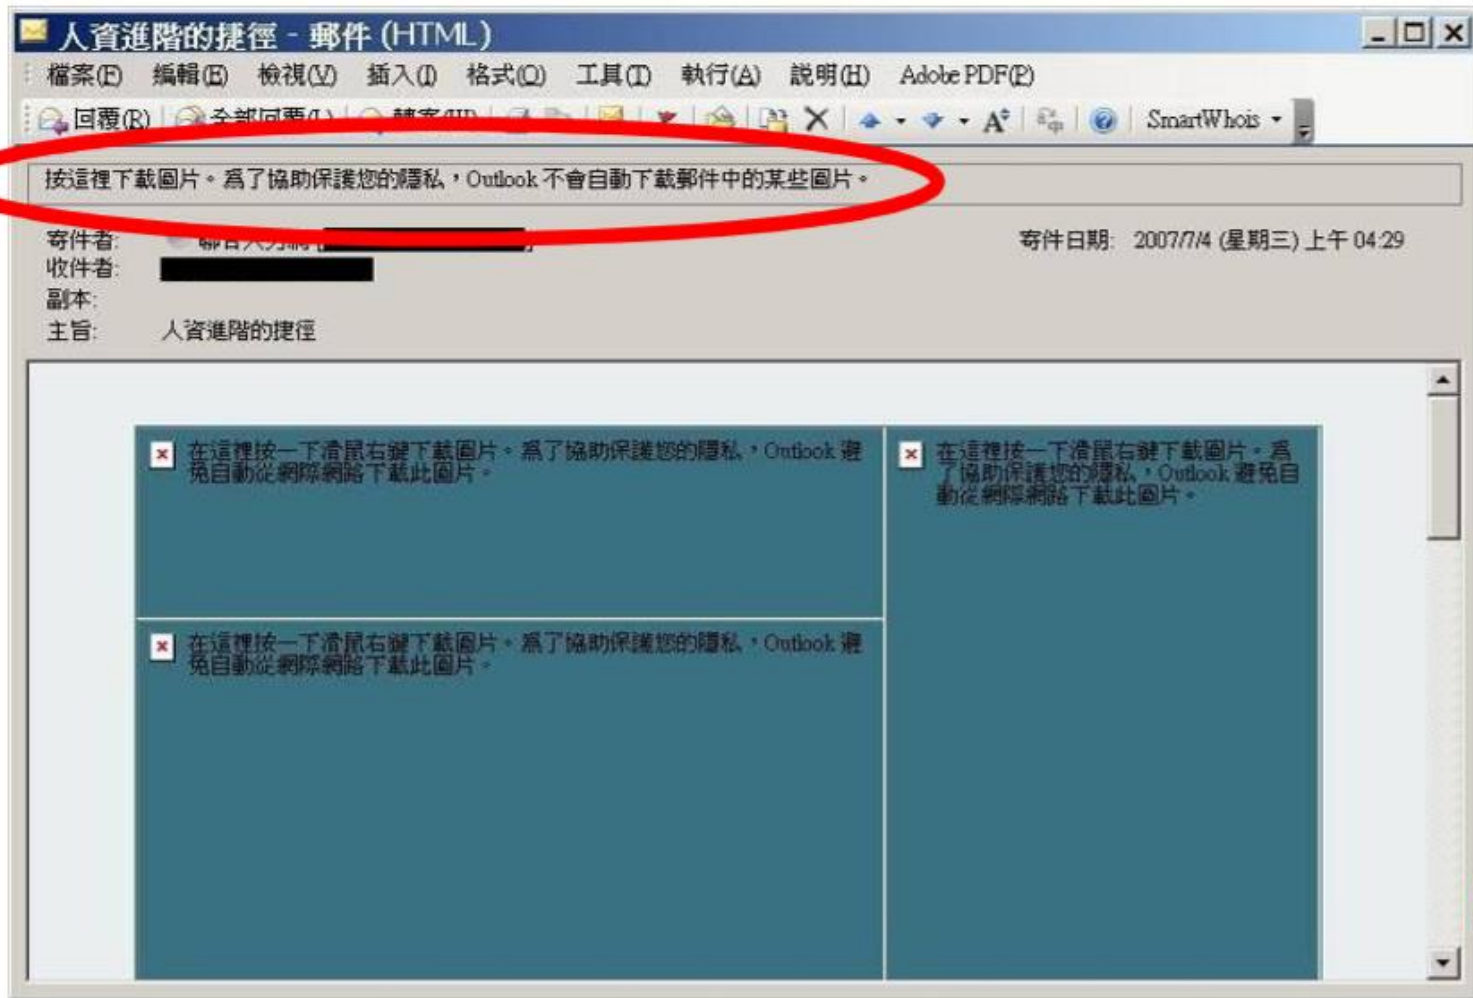 人資進階的捷徑 - 郵件 (HTML)
檔案(F) 編輯(E) 檢視(V) 插入(I) 格式(O) 工具(T) 執行(A) 說明(H) Adobe PDF(P)
回覆(R) 全部回覆(L) SmartWhois
按這裡下載圖片。為了協助保護您的隱私，Outlook 不會自動下載郵件中的某些圖片。
寄件者: 寄件日期: 2007/7/4 (星期三) 上午 04:29
收件者:
副本:
主旨: 人資進階的捷徑
在這裡按一下滑鼠右鍵下載圖片。為了協助保護您的隱私，Outlook 避
免自動從網際網路下載此圖片。
在這裡按一下滑鼠右鍵下載圖片。為
了協助保護您的隱私，Outlook 避免自
動從網際網路下載此圖片。
在這裡按一下滑鼠右鍵下載圖片。為了協助保護您的隱私，Outlook 避
免自動從網際網路下載此圖片。